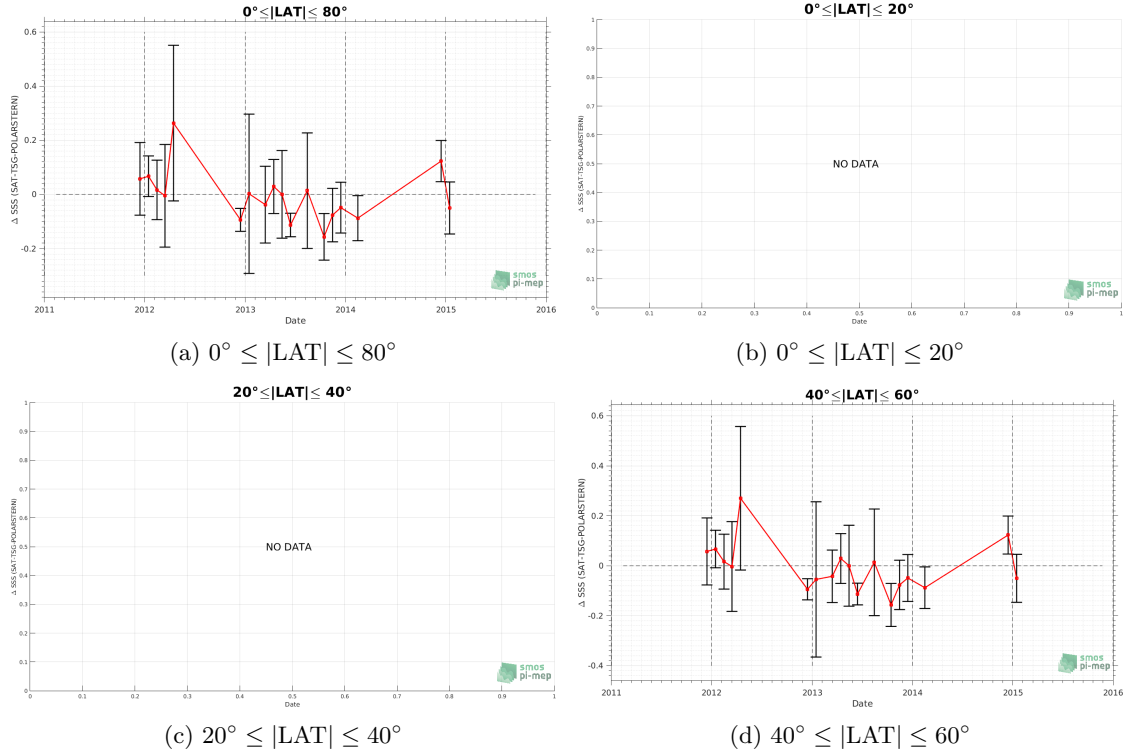 0°≤|LAT|≤ 80°
Δ SSS (SAT-TSG-POLARSTERN)
0.6
0.4
0.2
0
-0.2
2011 2012 2013 2014 2015 2016
Date
smos
pi-mep
(a) 0° ≤ |LAT| ≤ 80°
0°≤|LAT|≤ 20°
Δ SSS (SAT-TSG-POLARSTERN)
1
0.9
0.8
0.7
0.6
0.5
0.4
0.3
0.2
0.1
0
NO DATA
0 0.1 0.2 0.3 0.4 0.5 0.6 0.7 0.8 0.9 1
Date
smos
pi-mep
(b) 0° ≤ |LAT| ≤ 20°
20°≤|LAT|≤ 40°
Δ SSS (SAT-TSG-POLARSTERN)
1
0.9
0.8
0.7
0.6
0.5
0.4
0.3
0.2
0.1
0
NO DATA
0 0.1 0.2 0.3 0.4 0.5 0.6 0.7 0.8 0.9 1
Date
smos
pi-mep
(c) 20° ≤ |LAT| ≤ 40°
40°≤|LAT|≤ 60°
Δ SSS (SAT-TSG-POLARSTERN)
0.6
0.4
0.2
0
-0.2
-0.4
2011 2012 2013 2014 2015 2016
Date
smos
pi-mep
(d) 40° ≤ |LAT| ≤ 60°